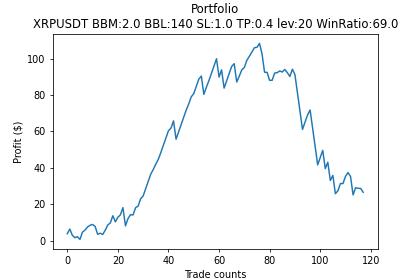 Portfolio
XRPUSDT BBM:2.0 BBL:140 SL:1.0 TP:0.4 lev:20 WinRatio:69.0
100
80
60
40
20
0
Profit ($)
0 20 40 60 80 100 120
Trade counts